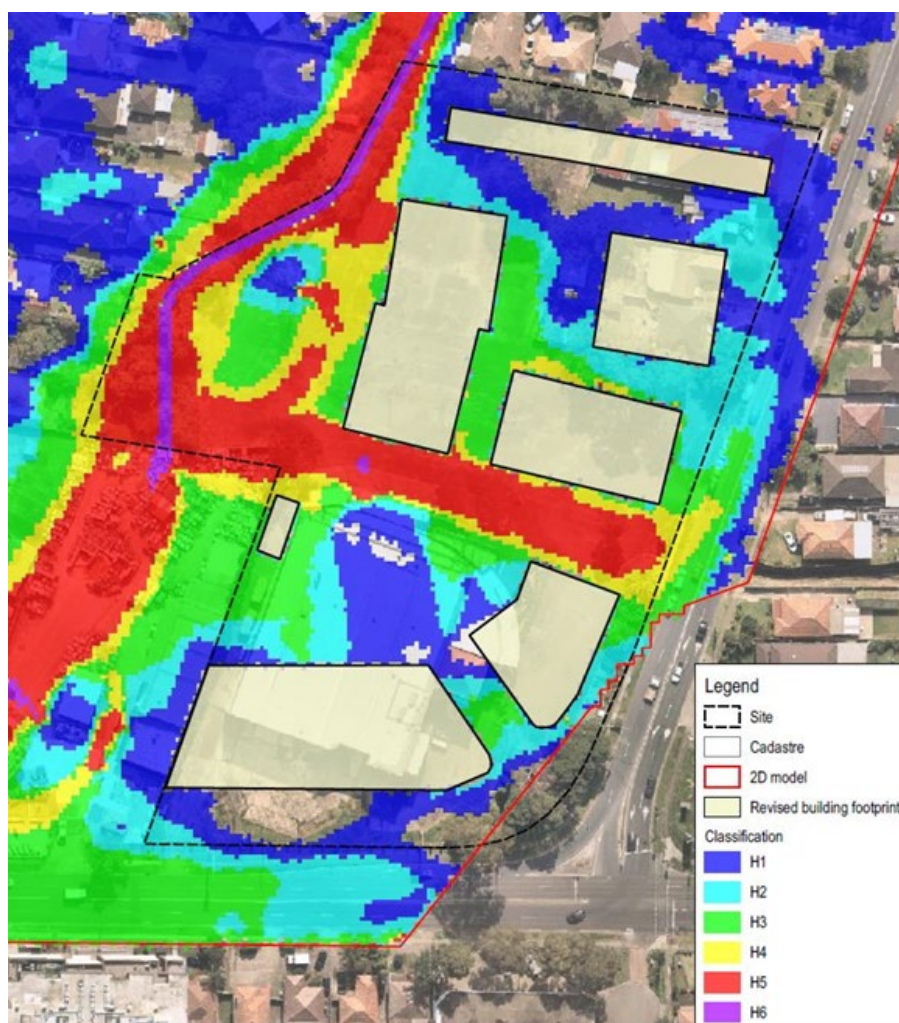 Legend
Site
Cadastre
2D model
Revised building footprint
Classification
H1
H2
H3
H4
H5
H6